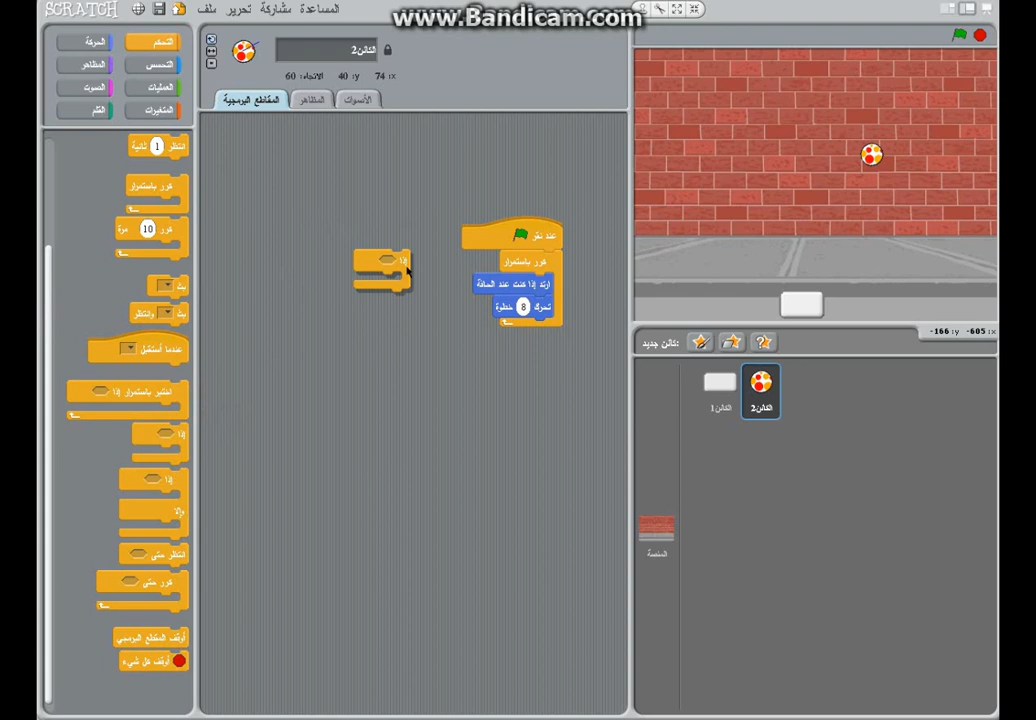 SCRATCH
ملف تحرير مشاركة المساعدة
www.Bandicam.com
الحركة
التحكم
المظاهر
التحسس
الصوت
العمليات
القلم
المتغيرات
الكائن2
x: 74 y: 40 الاتجاه: 60
المقاطع البرمجية
المظاهر
الأصوات
انتظر 1 ثانية
كرر باستمرار
كرر 10 مرة
بث
بث وانتظر
عندما أستقبل
اختبر باستمرار إذا
إذا
إذا
وإلا
انتظر حتى
كرر حتى
أوقف المقطع البرمجي
أوقف كل شيء
إذا
عند نقر
كرر باستمرار
ارتد إذا كنت عند الحافة
تحرك 8 خطوة
x: -605 y: -166
كائن جديد:
الكائن1
الكائن2
المنصة